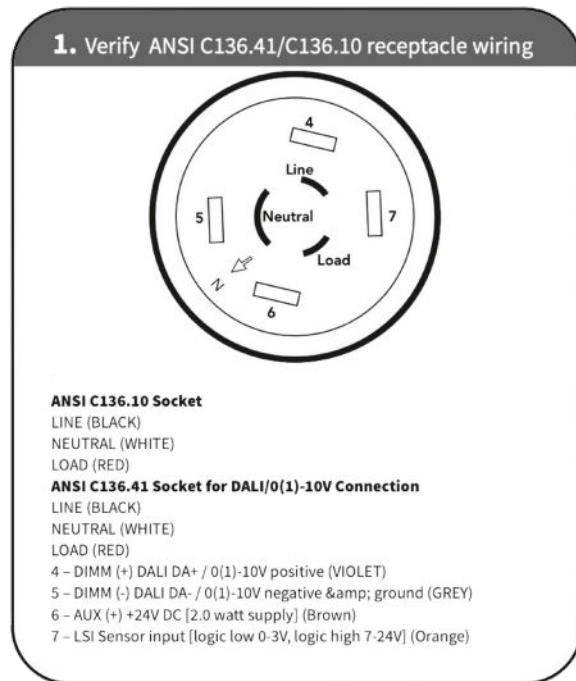 1. Verify ANSI C136.41/C136.10 receptacle wiring
4
Line
5
Neutral
7
Load
N
6
ANSI C136.10 Socket
LINE (BLACK)
NEUTRAL (WHITE)
LOAD (RED)
ANSI C136.41 Socket for DALI/0(1)-10V Connection
LINE (BLACK)
NEUTRAL (WHITE)
LOAD (RED)
4 – DIMM (+) DALI DA+ / 0(1)-10V positive (VIOLET)
5 – DIMM (-) DALI DA- / 0(1)-10V negative &amp; ground (GREY)
6 – AUX (+) +24V DC [2.0 watt supply] (Brown)
7 – LSI Sensor input [logic low 0-3V, logic high 7-24V] (Orange)